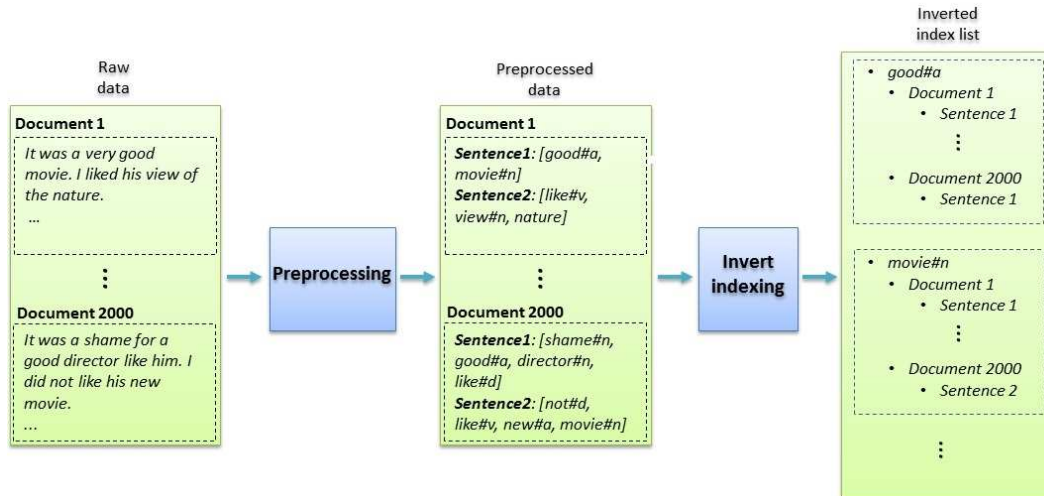 Raw
data
Document 1
It was a very good
movie. I liked his view of
the nature.
...
Document 2000
It was a shame for a
good director like him. I
did not like his new
movie.
...
Preprocessing
Preprocessed
data
Document 1
Sentence1: [good#a,
movie#n]
Sentence2: [like#v,
view#n, nature]
Document 2000
Sentence1: [shame#n,
good#a, director#n,
like#d]
Sentence2: [not#d,
like#v, new#a, movie#n]
Invert
indexing
Inverted
index list
• good#a
• Document 1
• Sentence 1
• Document 2000
• Sentence 1
• movie#n
• Document 1
• Sentence 1
• Document 2000
• Sentence 2